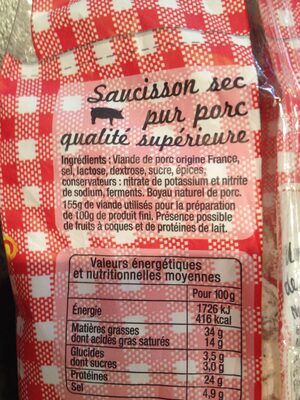 Saucisson sec
pur porc
qualité supérieure
Ingrédients : Viande de porc origine France,
sel, lactose, dextrose, sucre, épices,
conservateurs : nitrate de potassium et nitrite
de sodium, ferments. Boyau naturel de porc.
155g de viande utilisés pour la préparation
de 100g de produit fini. Présence possible
de fruits à coques et de protéines de lait.
Valeurs énergétiques
et nutritionnelles moyennes
Pour 100g
Énergie 1726 kJ
416 kcal
Matières grasses 34 g
dont acides gras saturés 14 g
Glucides 3,5 g
dont sucres 3,0 g
Protéines 24 g
Sel 4,9 g